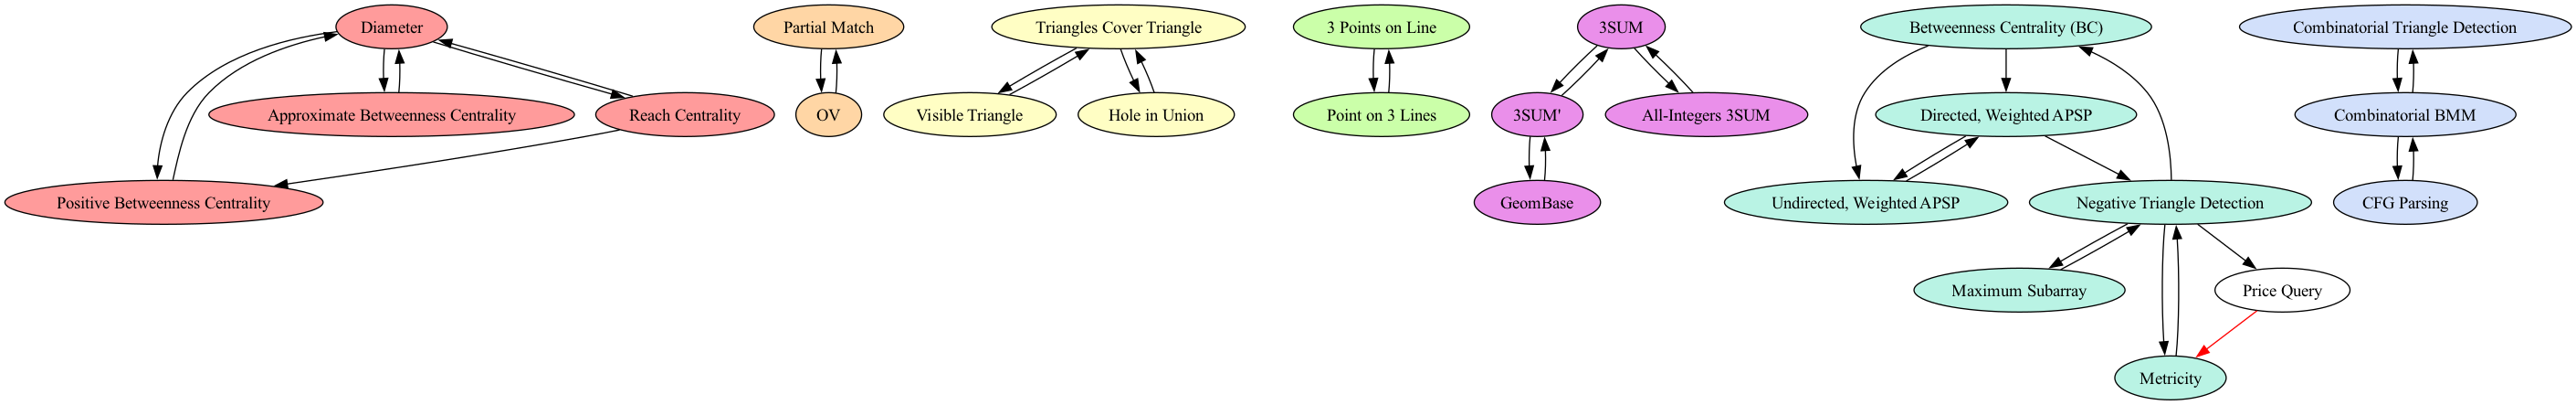 Diameter
Partial Match
Triangles Cover Triangle
3 Points on Line
3SUM
Betweenness Centrality (BC)
Combinatorial Triangle Detection
Approximate Betweenness Centrality
Reach Centrality
OV
Visible Triangle
Hole in Union
Point on 3 Lines
3SUM'
All-Integers 3SUM
Directed, Weighted APSP
Combinatorial BMM
Positive Betweenness Centrality
GeomBase
Undirected, Weighted APSP
Negative Triangle Detection
CFG Parsing
Maximum Subarray
Price Query
Metricity